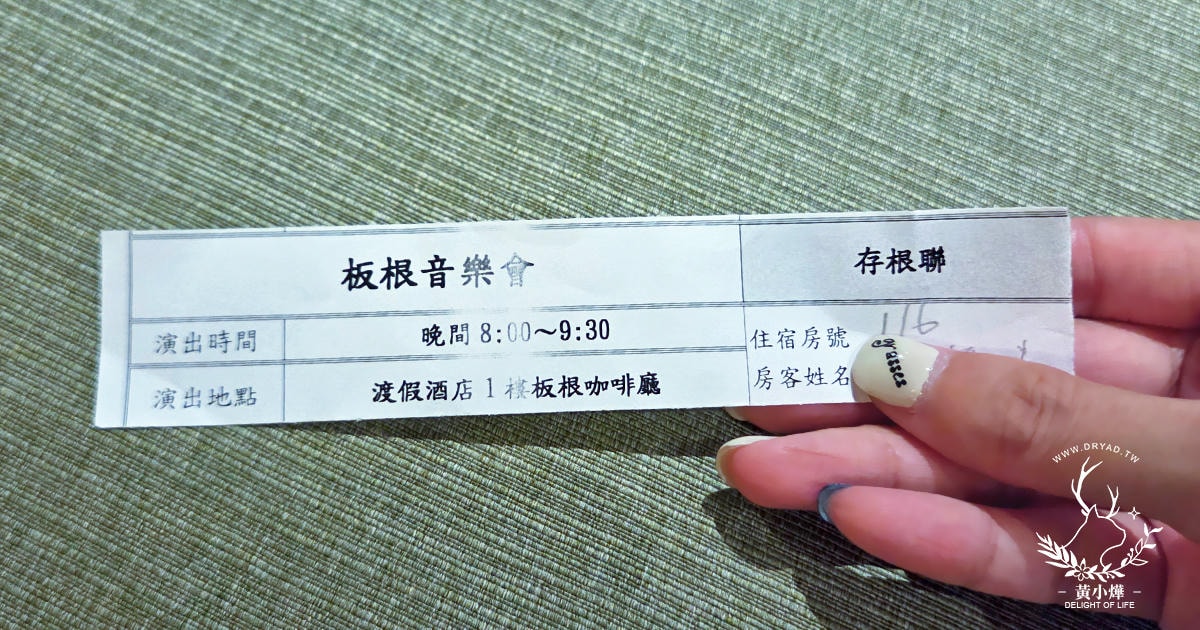 板根音樂會
存根聯
演出時間
晚間 8:00～9:30
住宿房號 116
演出地點
渡假酒店 1 樓板根咖啡廳
房客姓名
WWW.DRYAD.TW
黃小燁
DELIGHT OF LIFE